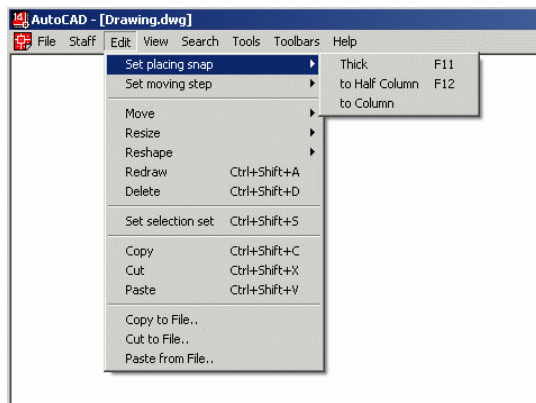 14 AutoCAD - [Drawing.dwg]
File Staff Edit View Search Tools Toolbars Help
Set placing snap
Thick F11
Set moving step
to Half Column F12
to Column
Move
Resize
Reshape
Redraw Ctrl+Shift+A
Delete Ctrl+Shift+D
Set selection set Ctrl+Shift+S
Copy Ctrl+Shift+C
Cut Ctrl+Shift+X
Paste Ctrl+Shift+V
Copy to File..
Cut to File..
Paste from File..